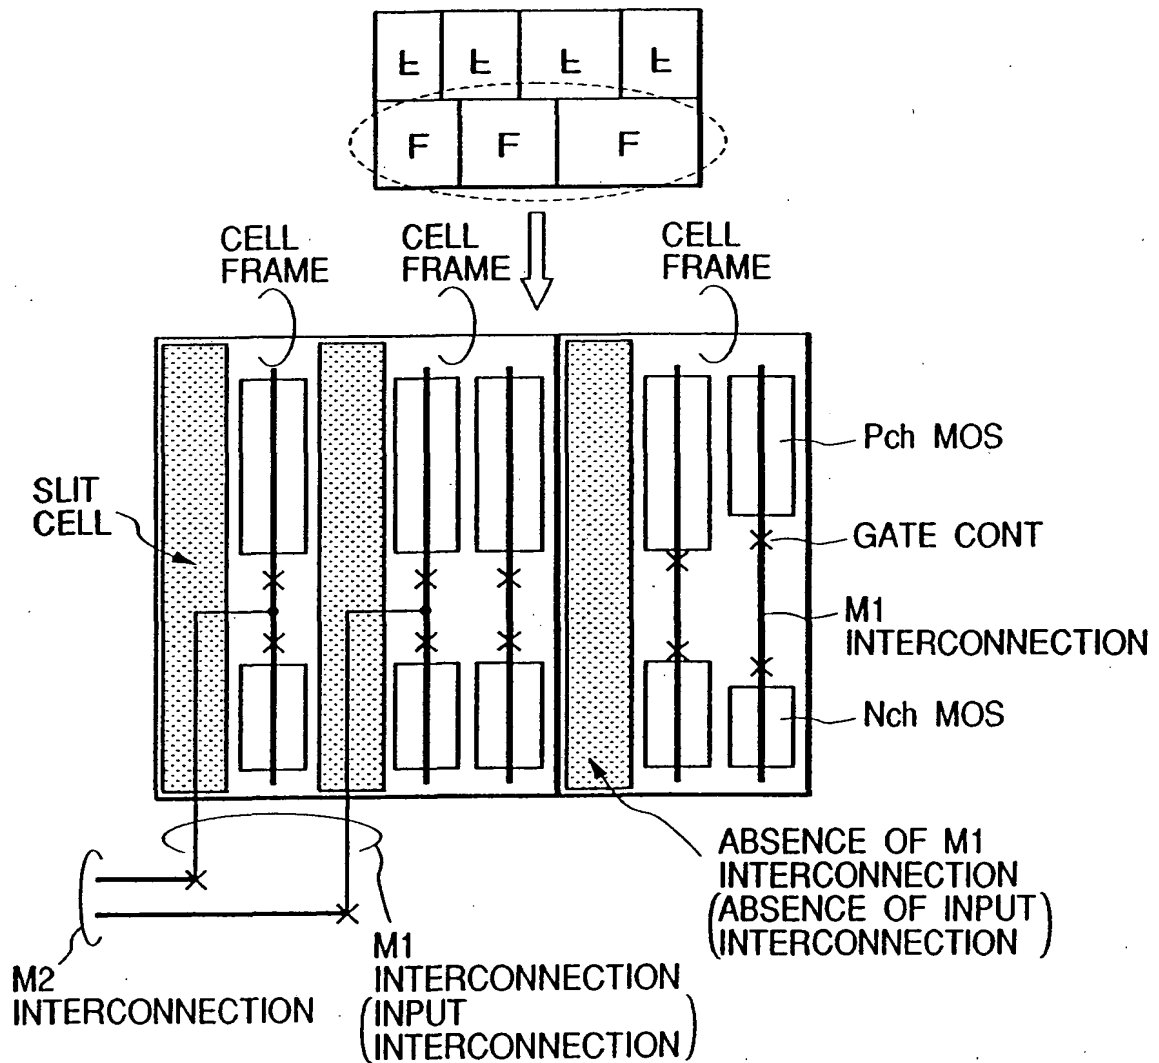 F F F F
F F F
CELL FRAME
CELL FRAME
CELL FRAME
Pch MOS
SLIT CELL
GATE CONT
M1 INTERCONNECTION
Nch MOS
ABSENCE OF M1
INTERCONNECTION
(ABSENCE OF INPUT
INTERCONNECTION)
M2
INTERCONNECTION
M1
INTERCONNECTION
(INPUT
INTERCONNECTION)